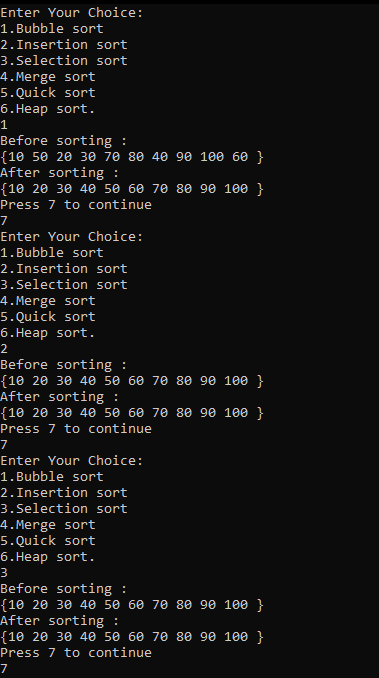 Enter Your Choice:
1.Bubble sort
2.Insertion sort
3.Selection sort
4.Merge sort
5.Quick sort
6.Heap sort.
1
Before sorting :
{10 50 20 30 70 80 40 90 100 60 }
After sorting :
{10 20 30 40 50 60 70 80 90 100 }
Press 7 to continue
7
Enter Your Choice:
1.Bubble sort
2.Insertion sort
3.Selection sort
4.Merge sort
5.Quick sort
6.Heap sort.
2
Before sorting :
{10 20 30 40 50 60 70 80 90 100 }
After sorting :
{10 20 30 40 50 60 70 80 90 100 }
Press 7 to continue
7
Enter Your Choice:
1.Bubble sort
2.Insertion sort
3.Selection sort
4.Merge sort
5.Quick sort
6.Heap sort.
3
Before sorting :
{10 20 30 40 50 60 70 80 90 100 }
After sorting :
{10 20 30 40 50 60 70 80 90 100 }
Press 7 to continue
7